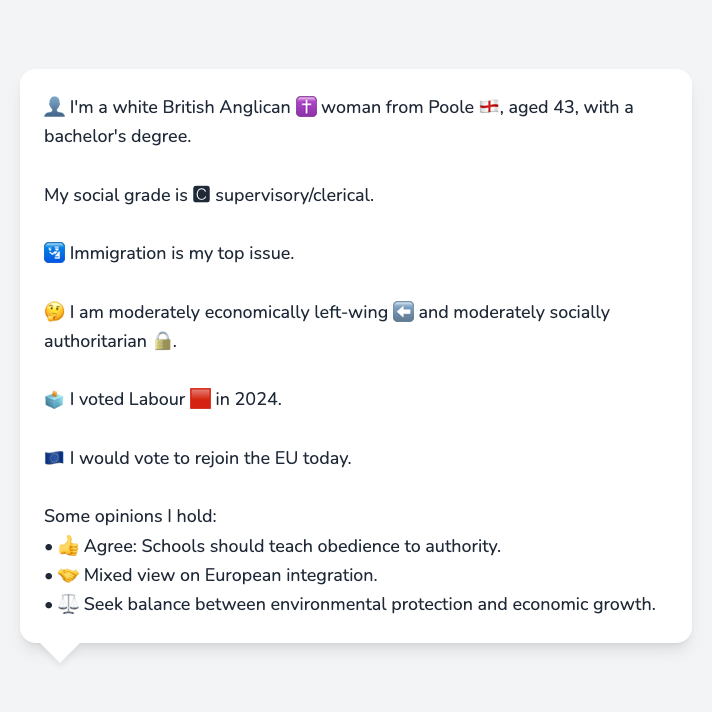 👤 I'm a white British Anglican ✝️ woman from Poole 🏴󠁧󠁢󠁥󠁮󠁧󠁿, aged 43, with a
bachelor's degree.
My social grade is 🅲 supervisory/clerical.
🛂 Immigration is my top issue.
🤔 I am moderately economically left-wing ⬅️ and moderately socially
authoritarian 🔒.
🗳️ I voted Labour 🟥 in 2024.
🇪🇺 I would vote to rejoin the EU today.
Some opinions I hold:
• 👍 Agree: Schools should teach obedience to authority.
• 🤝 Mixed view on European integration.
• ⚖️ Seek balance between environmental protection and economic growth.